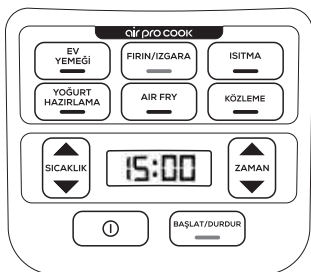 air pro cook
EV
YEMEĞİ
FIRIN/IZGARA
ISITMA
YOĞURT
HAZIRLAMA
AIR FRY
KÖZLEME
SICAKLIK
15:00
ZAMAN
BAŞLAT/DURDUR